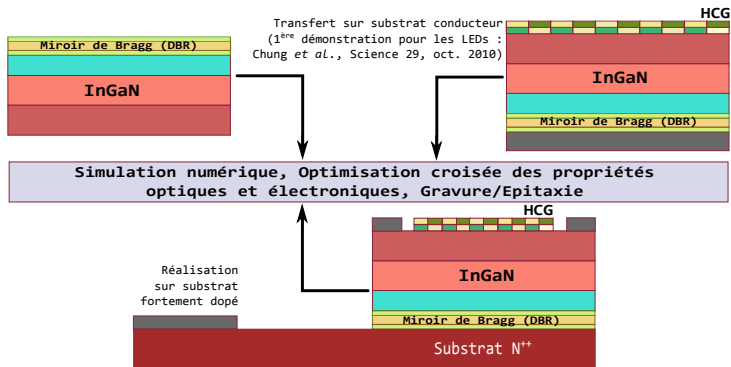 Miroir de Bragg (DBR)
InGaN
Transfert sur substrat conducteur
(1ère démonstration pour les LEDs :
Chung et al., Science 29, oct. 2010)
HCG
InGaN
Miroir de Bragg (DBR)
Simulation numérique, Optimisation croisée des propriétés
optiques et électroniques, Gravure/Epitaxie
HCG
InGaN
Miroir de Bragg (DBR)
Réalisation
sur substrat
fortement dopé
Substrat N⁺⁺